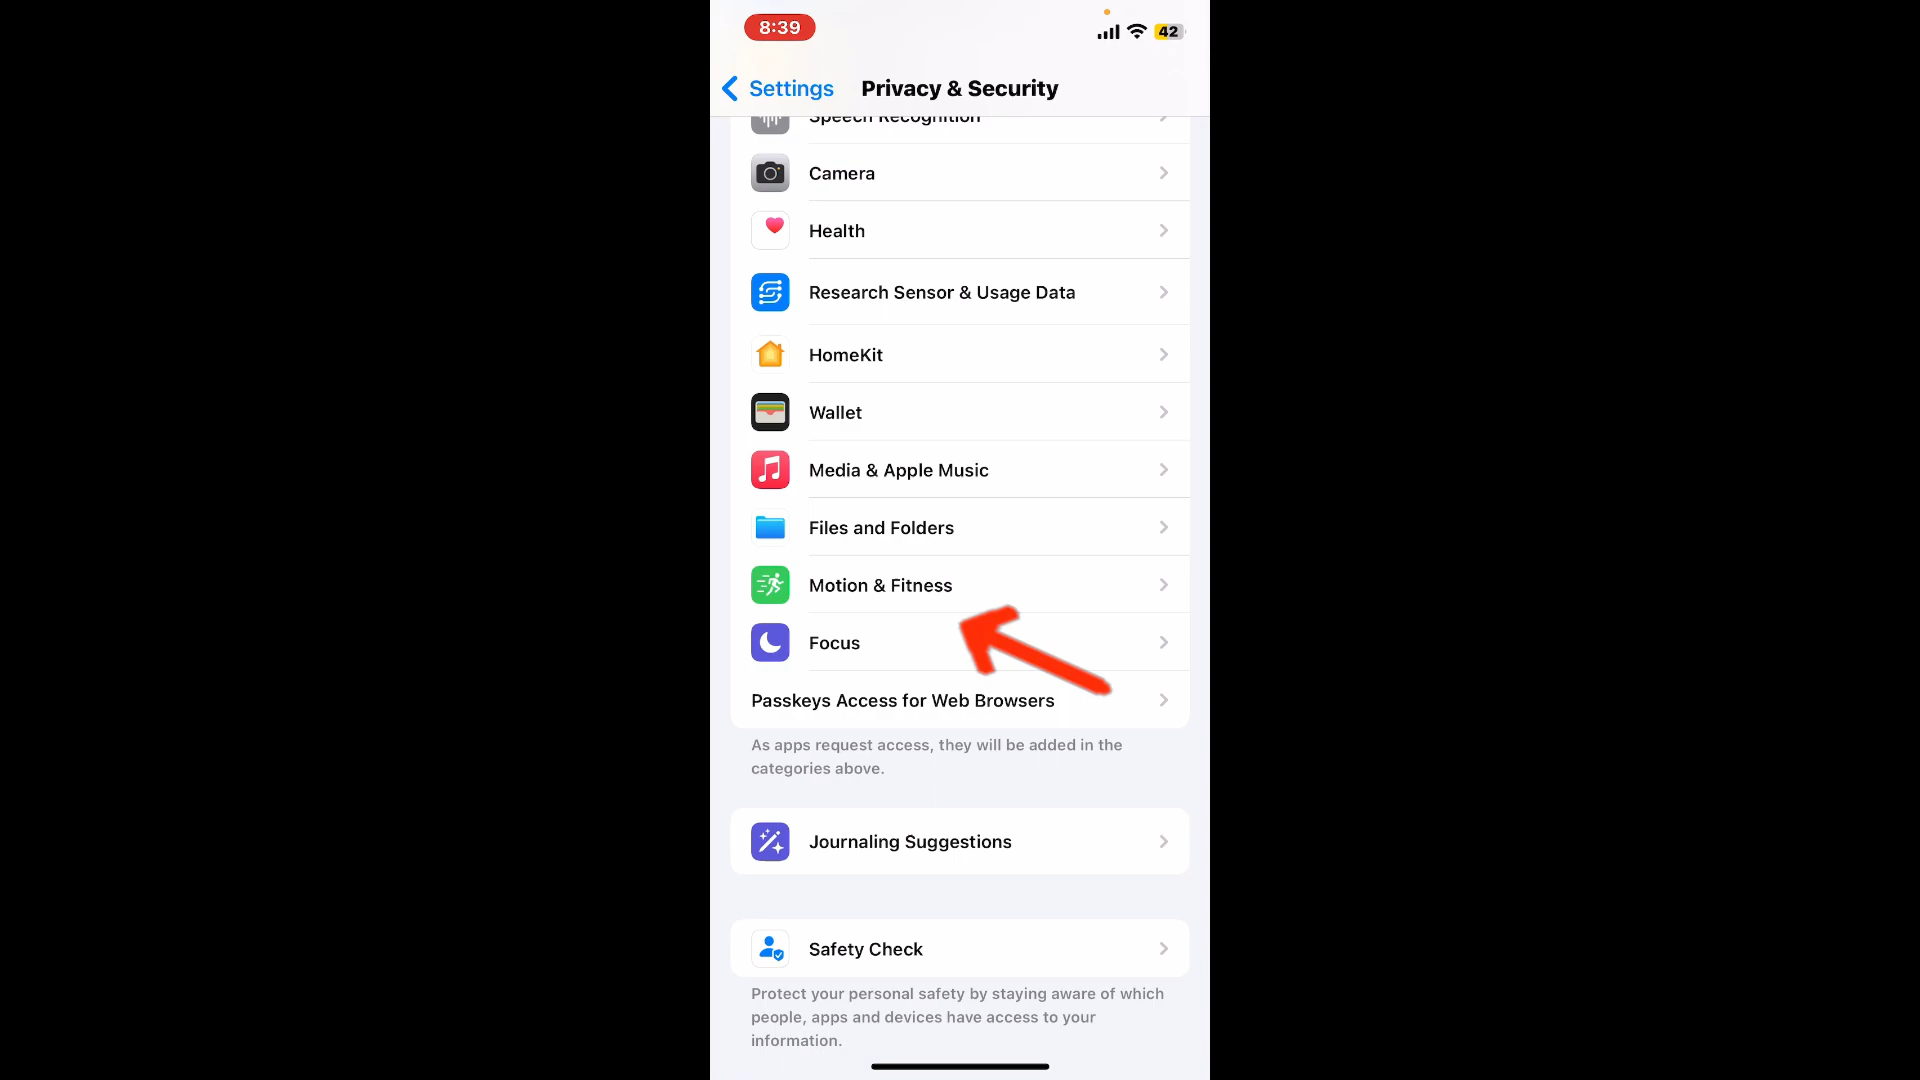 8:39
42
Settings
Privacy & Security
Speech Recognition
Camera
Health
Research Sensor & Usage Data
HomeKit
Wallet
Media & Apple Music
Files and Folders
Motion & Fitness
Focus
Passkeys Access for Web Browsers
As apps request access, they will be added in the
categories above.
Journaling Suggestions
Safety Check
Protect your personal safety by staying aware of which
people, apps and devices have access to your
information.